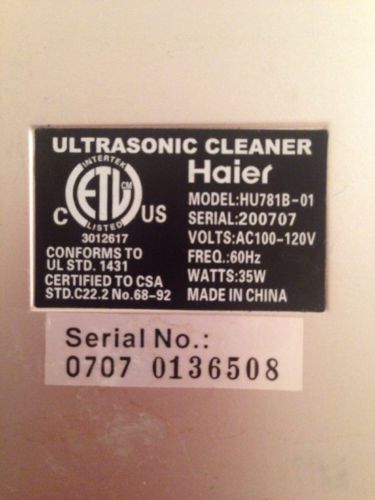 ULTRASONIC CLEANER
INTERTEK
ETL CM
C US
LISTED
3012617
CONFORMS TO
UL STD. 1431
CERTIFIED TO CSA
STD.C22.2 No.68-92
Haier
MODEL:HU781B-01
SERIAL:200707
VOLTS:AC100-120V
FREQ.:60Hz
WATTS:35W
MADE IN CHINA
Serial No.:
0707 0136508